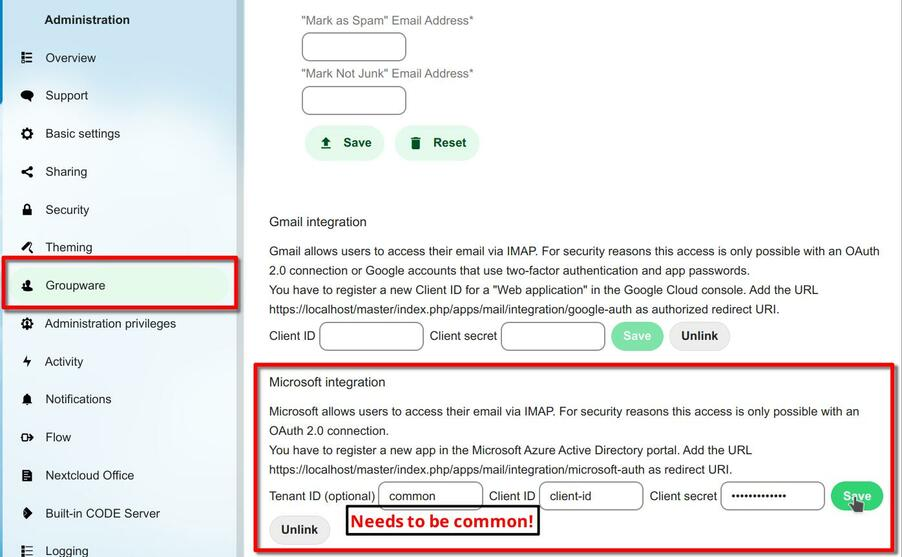 Administration
Overview
Support
Basic settings
Sharing
Security
Theming
Groupware
Administration privileges
Activity
Notifications
Flow
Nextcloud Office
Built-in CODE Server
Logging
"Mark as Spam" Email Address*
"Mark Not Junk" Email Address*
Save Reset
Gmail integration
Gmail allows users to access their email via IMAP. For security reasons this access is only possible with an OAuth
2.0 connection or Google accounts that use two-factor authentication and app passwords.
You have to register a new Client ID for a "Web application" in the Google Cloud console. Add the URL
https://localhost/master/index.php/apps/mail/integration/google-auth as authorized redirect URI.
Client ID Client secret Save Unlink
Microsoft integration
Microsoft allows users to access their email via IMAP. For security reasons this access is only possible with an
OAuth 2.0 connection.
You have to register a new app in the Microsoft Azure Active Directory portal. Add the URL
https://localhost/master/index.php/apps/mail/integration/microsoft-auth as redirect URI.
Tenant ID (optional) common Client ID client-id Client secret ••••••••••••• Save
Unlink Needs to be common!